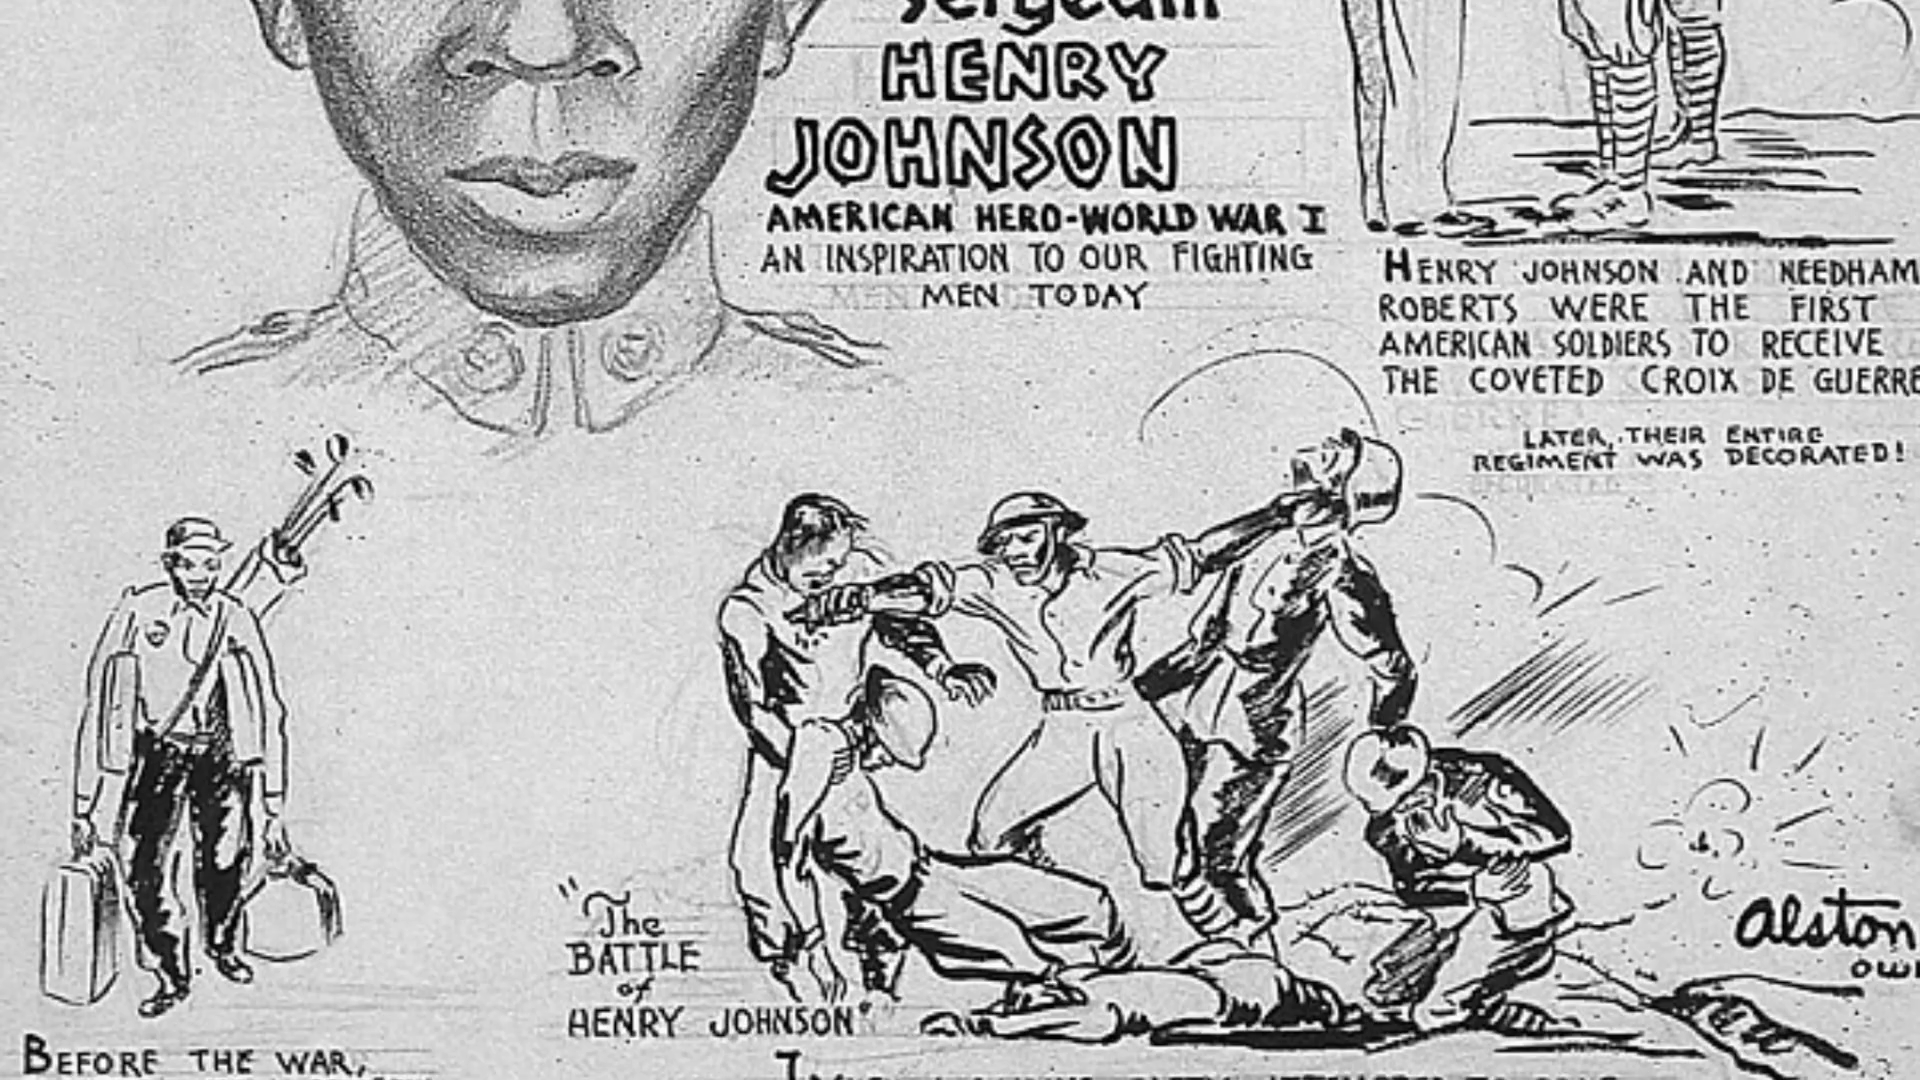 Sergeant
HENRY
JOHNSON
AMERICAN HERO-WORLD WAR I
AN INSPIRATION TO OUR FIGHTING
MEN TODAY
HENRY JOHNSON AND NEEDHAM
ROBERTS WERE THE FIRST
AMERICAN SOLDIERS TO RECEIVE
THE COVETED CROIX DE GUERRE
LATER, THEIR ENTIRE
REGIMENT WAS DECORATED!
"The
BATTLE
of
HENRY JOHNSON"
Alston
OWI
BEFORE THE WAR,